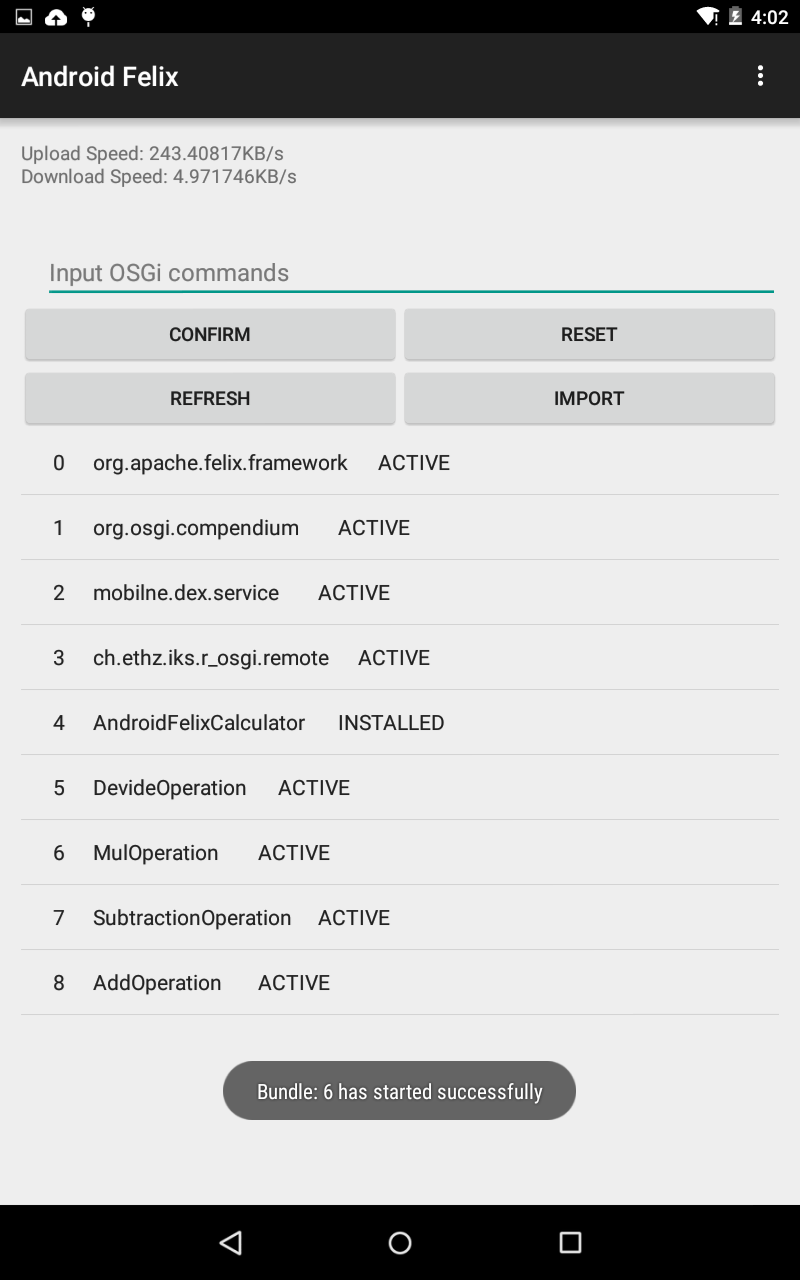 4:02
Android Felix
Upload Speed: 243.40817KB/s
Download Speed: 4.971746KB/s
Input OSGi commands
CONFIRM RESET
REFRESH IMPORT
0 org.apache.felix.framework ACTIVE
1 org.osgi.compendium ACTIVE
2 mobilne.dex.service ACTIVE
3 ch.ethz.iks.r_osgi.remote ACTIVE
4 AndroidFelixCalculator INSTALLED
5 DevideOperation ACTIVE
6 MulOperation ACTIVE
7 SubtractionOperation ACTIVE
8 AddOperation ACTIVE
Bundle: 6 has started successfully